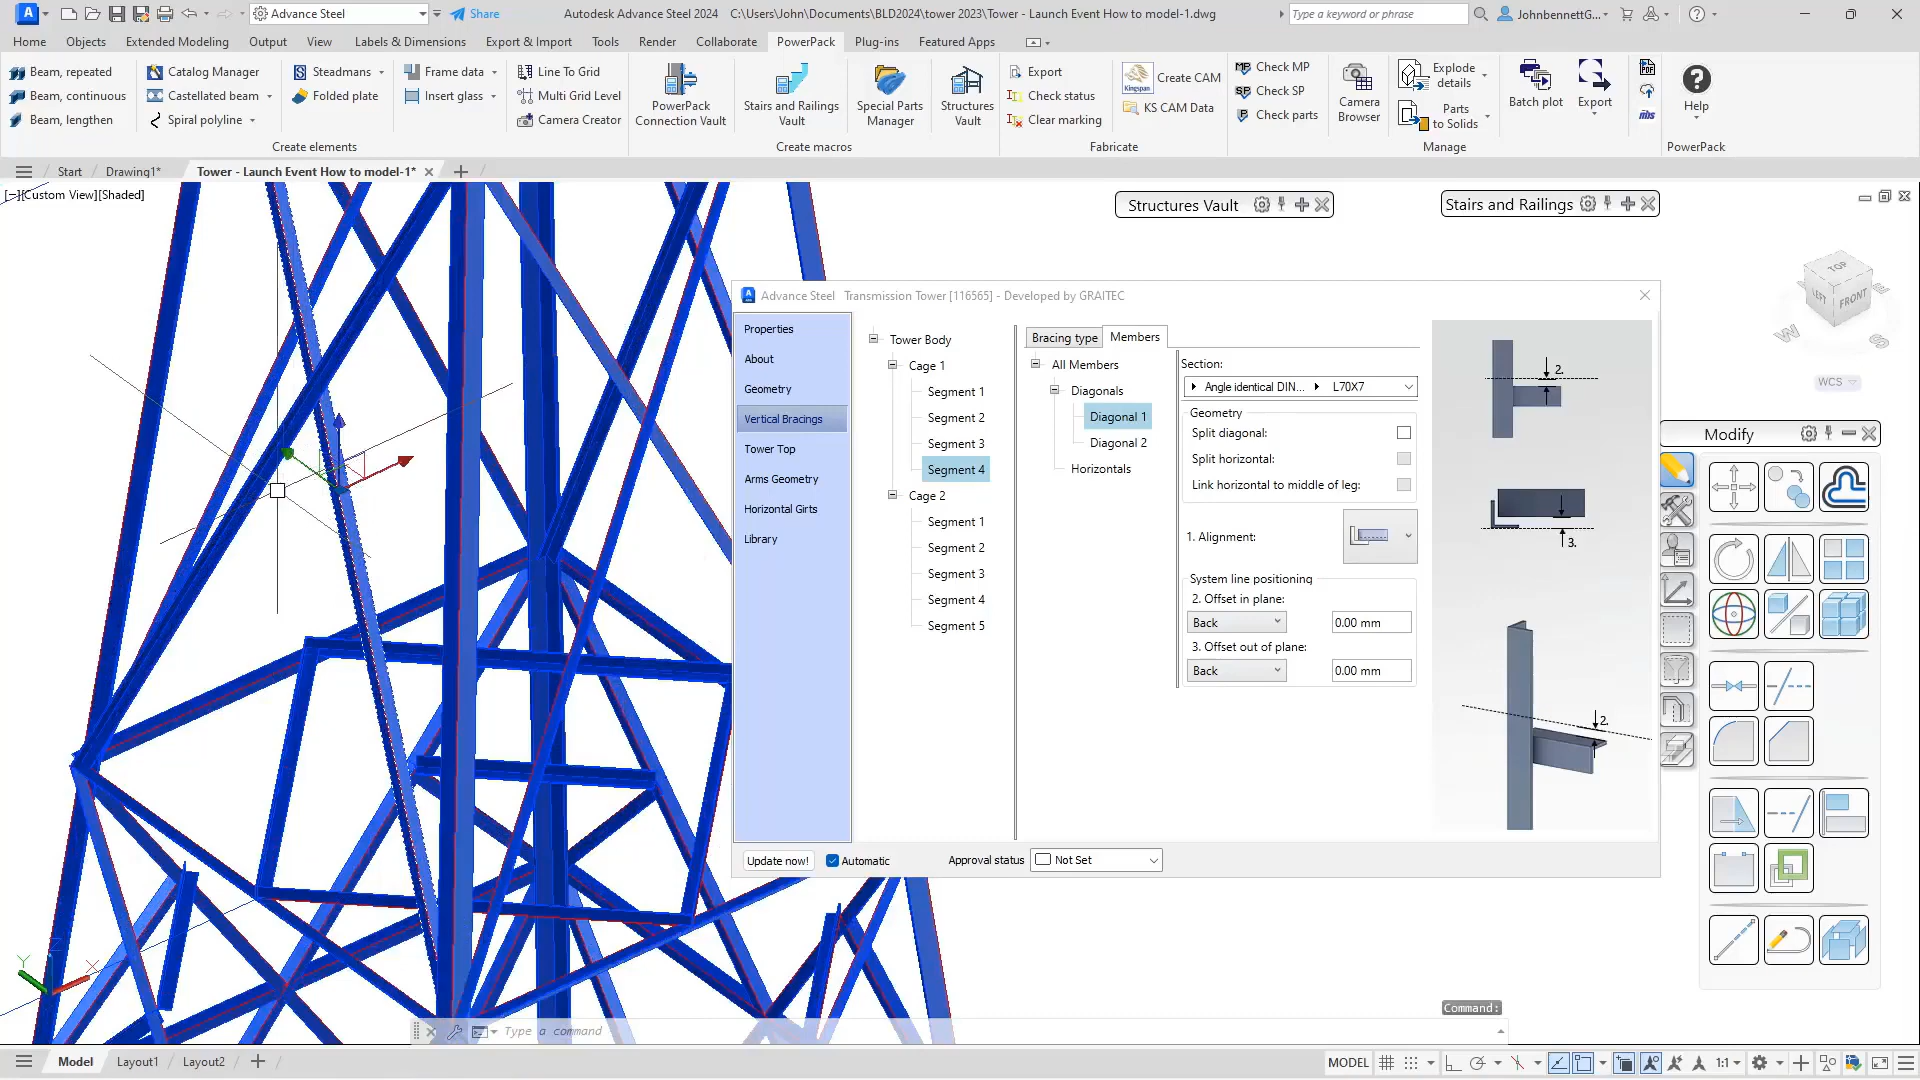 Advance Steel
Share
Autodesk Advance Steel 2024 C:\Users\John\Documents\BLD2024\tower 2023\Tower - Launch Event How to model-1.dwg
Type a keyword or phrase
JohnbennettG...
Home Objects Extended Modeling Output View Labels & Dimensions Export & Import Tools Render Collaborate PowerPack Plug-ins Featured Apps
Beam, repeated
Beam, continuous
Beam, lengthen
Catalog Manager
Castellated beam
Spiral polyline
Steadmans
Folded plate
Frame data
Insert glass
Line To Grid
Multi Grid Level
Camera Creator
Create elements
PowerPack
Connection Vault
Stairs and Railings
Vault
Special Parts
Manager
Structures
Vault
Create macros
Export
Check status
Clear marking
Kingspan
Create CAM
KS CAM Data
Fabricate
MP Check MP
SP Check SP
P Check parts
Camera
Browser
Explode
details
Parts
to Solids
Batch plot
Export
Manage
PDF
nbs
Help
PowerPack
Start Drawing1* Tower - Launch Event How to model-1*
[−][Custom View][Shaded]
Structures Vault
Stairs and Railings
TOP
LEFT
FRONT
W
S
E
WCS
Advance Steel Transmission Tower [116565] - Developed by GRAITEC
Properties
About
Geometry
Vertical Bracings
Tower Top
Arms Geometry
Horizontal Girts
Library
Tower Body
Cage 1
Segment 1
Segment 2
Segment 3
Segment 4
Cage 2
Segment 1
Segment 2
Segment 3
Segment 4
Segment 5
Bracing type Members
All Members
Diagonals
Diagonal 1
Diagonal 2
Horizontals
Section:
Angle identical DIN... L70X7
Geometry
Split diagonal:
Split horizontal:
Link horizontal to middle of leg:
1. Alignment:
System line positioning
2. Offset in plane:
Back 0.00 mm
3. Offset out of plane:
Back 0.00 mm
2.
3.
2.
Update now! Automatic Approval status Not Set
Modify
Y
X
Command:
Type a command
Model Layout1 Layout2
MODEL
1:1